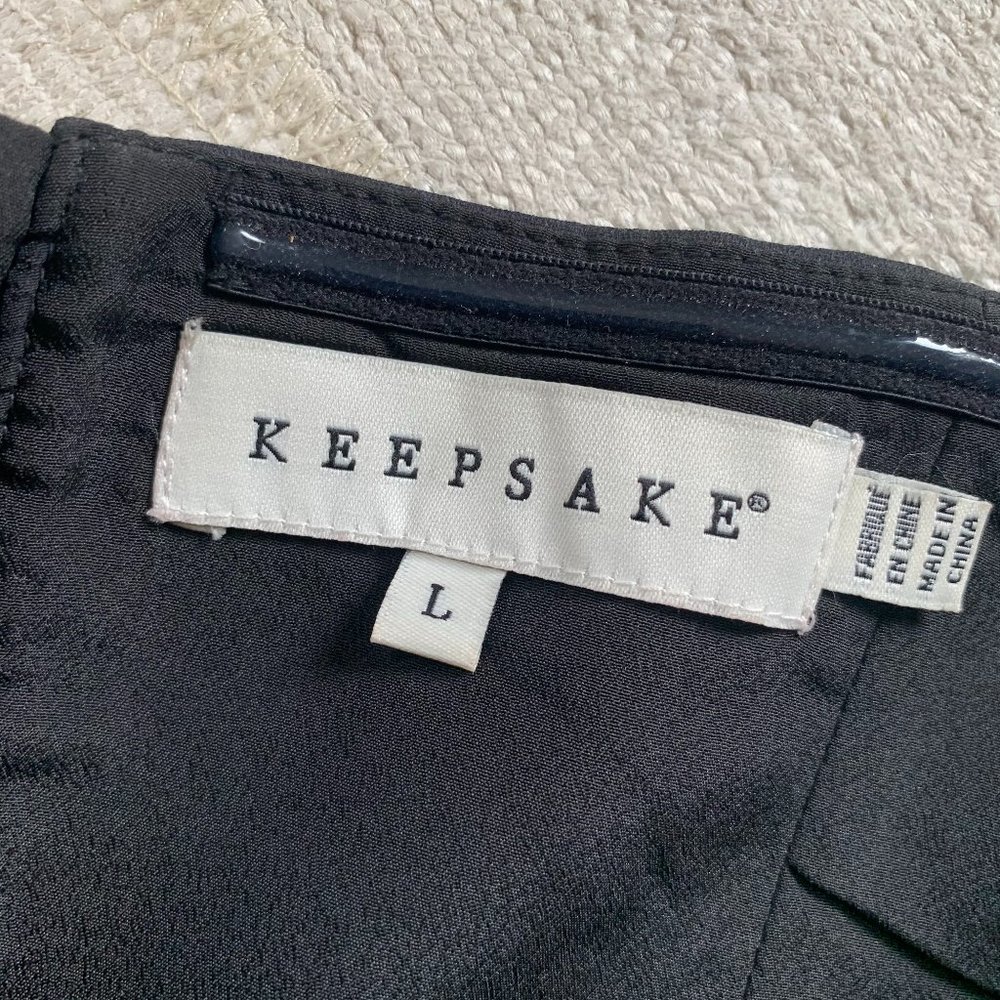 KEEPSAKE®
L
FABRIQUÉ
EN CHINE
MADE IN
CHINA